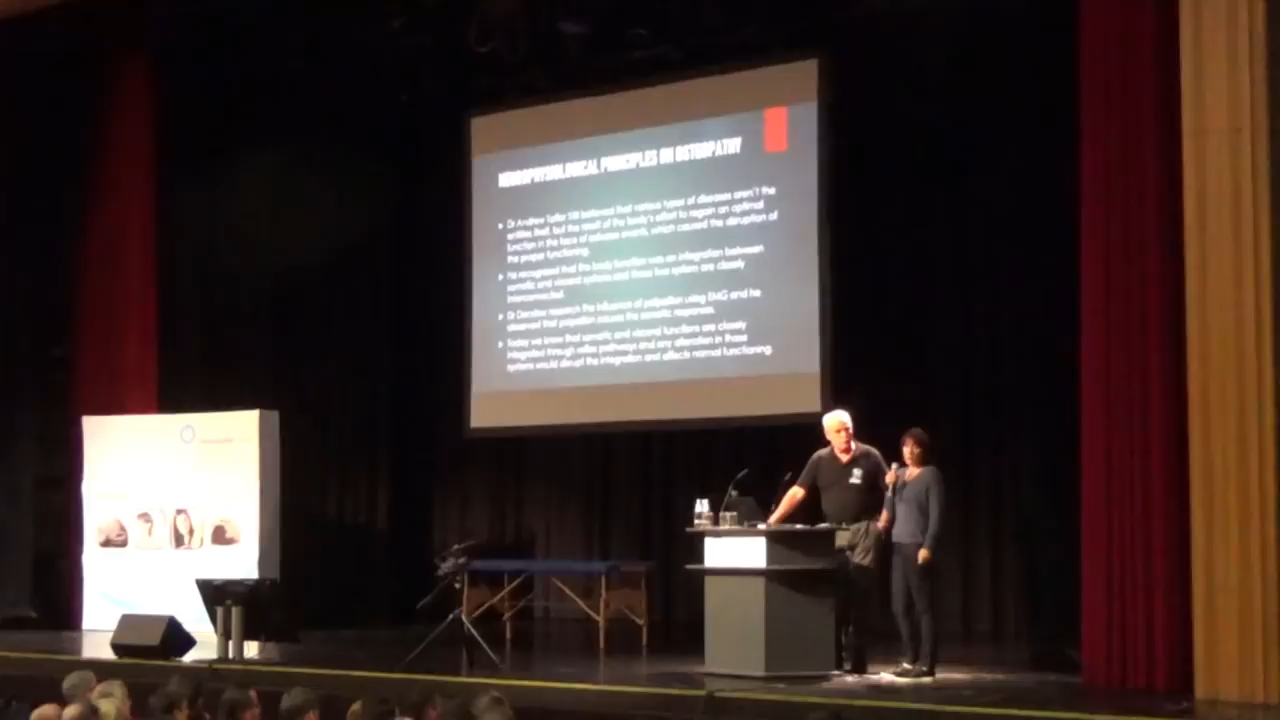 NEUROPHYSIOLOGICAL PRINCIPLES ON OSTEOPATHY
Dr Andrew Tailor Still believed that various types of diseases aren't the
entities itself, but the result of the body's effort to regain an optimal
function in the face of adverse events, which caused the disruption of
the proper functioning.
He recognized that the body function was an integration between
somatic and visceral systems and those two system are closely
interconnected.
Dr Denslow research the influence of palpation using EMG and he
observed that palpation induces the somatic responses.
Today we know that somatic and visceral functions are closely
integrated through reflex pathways and any alteration in those
systems would disrupt the integration and affects normal functioning.